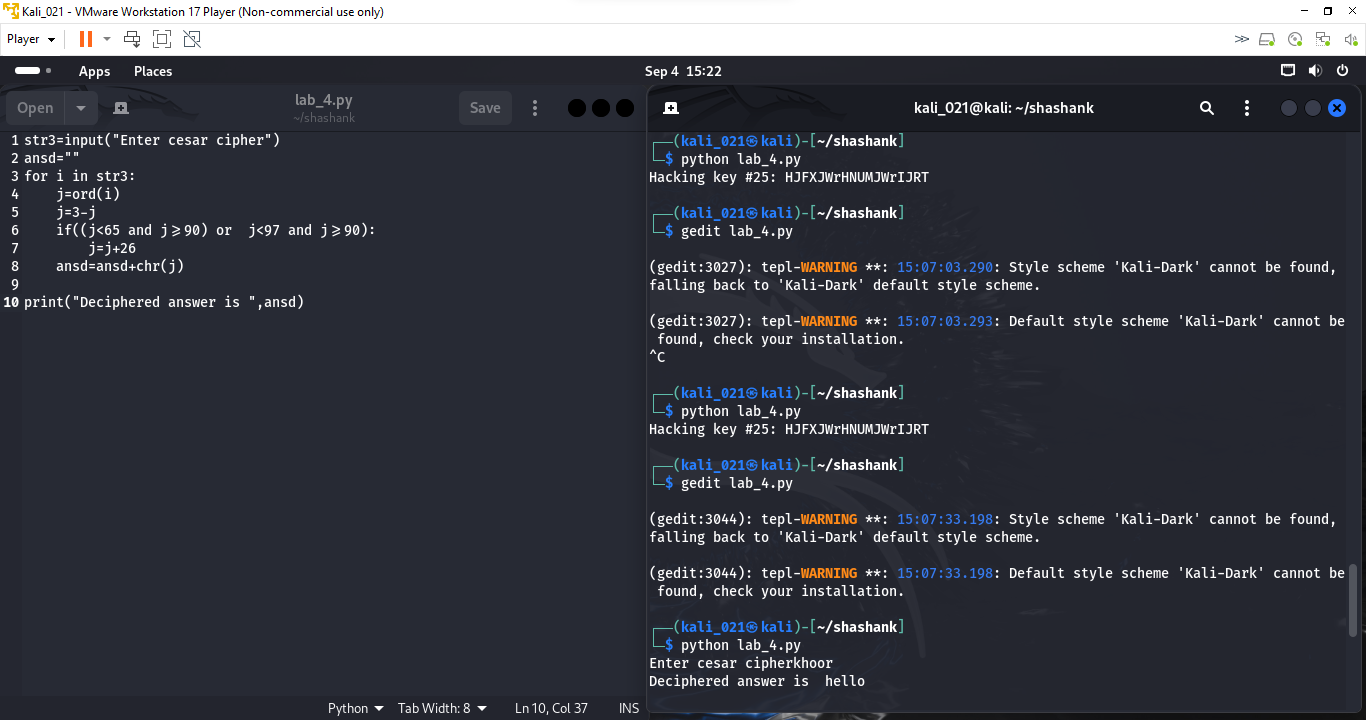 Kali_021 - VMware Workstation 17 Player (Non-commercial use only)
Player
Apps Places
Sep 4 15:22
Open
lab_4.py
~/shashank
Save
1 str3=input("Enter cesar cipher")
2 ansd=""
3 for i in str3:
4     j=ord(i)
5     j=3-j
6     if((j<65 and j>=90) or  j<97 and j>=90):
7         j=j+26
8     ansd=ansd+chr(j)
9
10 print("Deciphered answer is ",ansd)
Python Tab Width: 8 Ln 10, Col 37 INS
kali_021@kali: ~/shashank
┌──(kali_021㉿kali)-[~/shashank]
└─$ python lab_4.py
Hacking key #25: HJFXJWrHNUMJWrIJRT
┌──(kali_021㉿kali)-[~/shashank]
└─$ gedit lab_4.py
(gedit:3027): tepl-WARNING **: 15:07:03.290: Style scheme 'Kali-Dark' cannot be found,
falling back to 'Kali-Dark' default style scheme.
(gedit:3027): tepl-WARNING **: 15:07:03.293: Default style scheme 'Kali-Dark' cannot be
 found, check your installation.
^C
┌──(kali_021㉿kali)-[~/shashank]
└─$ python lab_4.py
Hacking key #25: HJFXJWrHNUMJWrIJRT
┌──(kali_021㉿kali)-[~/shashank]
└─$ gedit lab_4.py
(gedit:3044): tepl-WARNING **: 15:07:33.198: Style scheme 'Kali-Dark' cannot be found,
falling back to 'Kali-Dark' default style scheme.
(gedit:3044): tepl-WARNING **: 15:07:33.198: Default style scheme 'Kali-Dark' cannot be
 found, check your installation.
┌──(kali_021㉿kali)-[~/shashank]
└─$ python lab_4.py
Enter cesar cipherkhoor
Deciphered answer is  hello